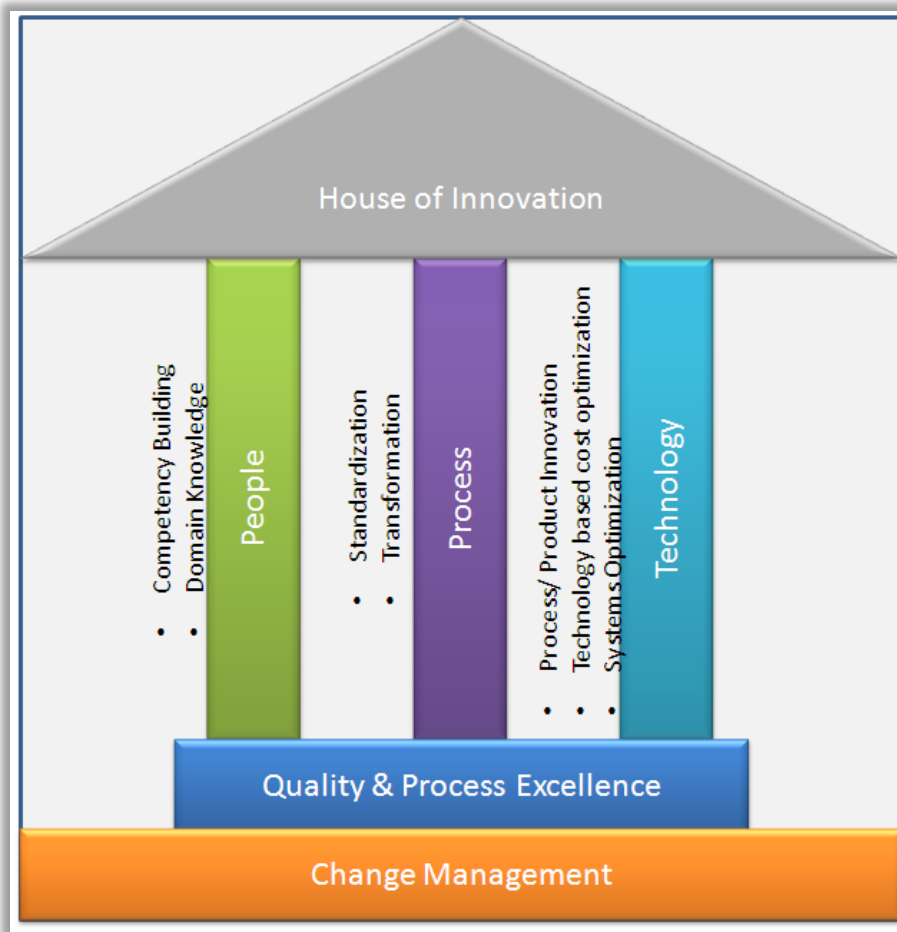 House of Innovation
• Competency Building
• Domain Knowledge
People
• Standardization
• Transformation
Process
• Process/ Product Innovation
• Technology based cost optimization
• Systems Optimization
Technology
Quality & Process Excellence
Change Management